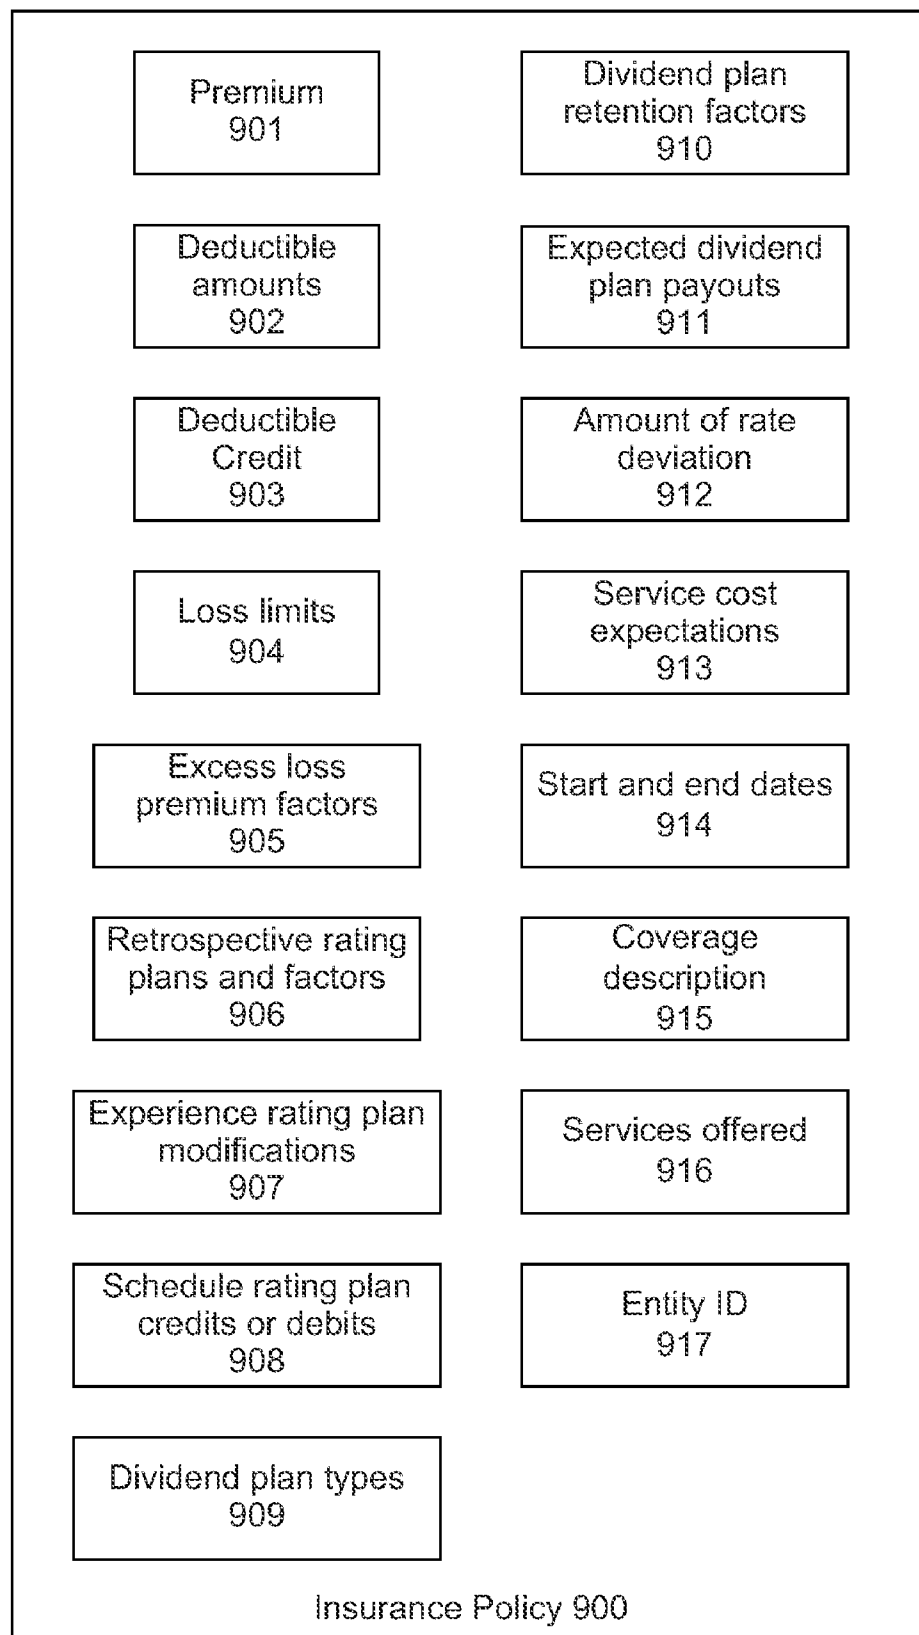 Premium
901
Deductible
amounts
902
Deductible
Credit
903
Loss limits
904
Excess loss
premium factors
905
Retrospective rating
plans and factors
906
Experience rating plan
modifications
907
Schedule rating plan
credits or debits
908
Dividend plan types
909
Dividend plan
retention factors
910
Expected dividend
plan payouts
911
Amount of rate
deviation
912
Service cost
expectations
913
Start and end dates
914
Coverage
description
915
Services offered
916
Entity ID
917
Insurance Policy 900